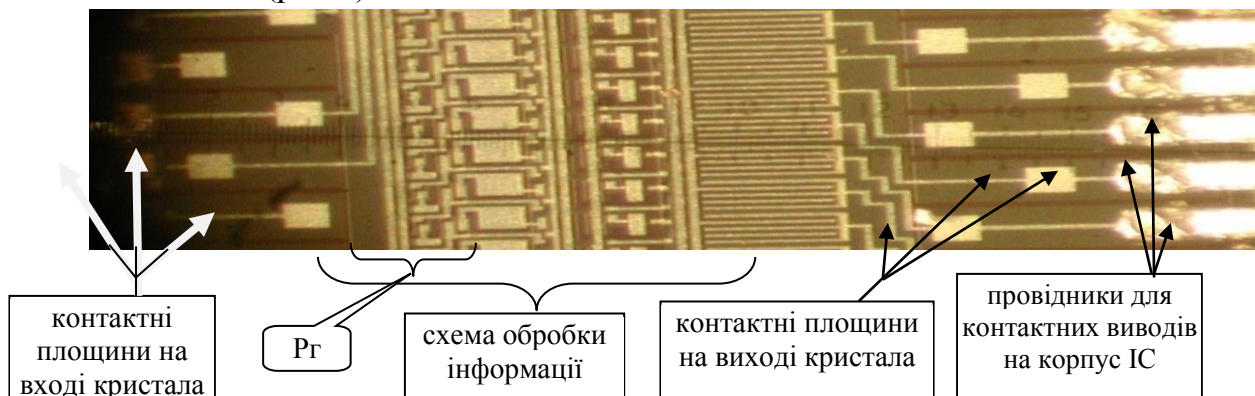 контактні
площини на
вході кристала
Рг
схема обробки
інформації
контактні площини
на виході кристала
провідники для
контактних виводів
на корпус ІС